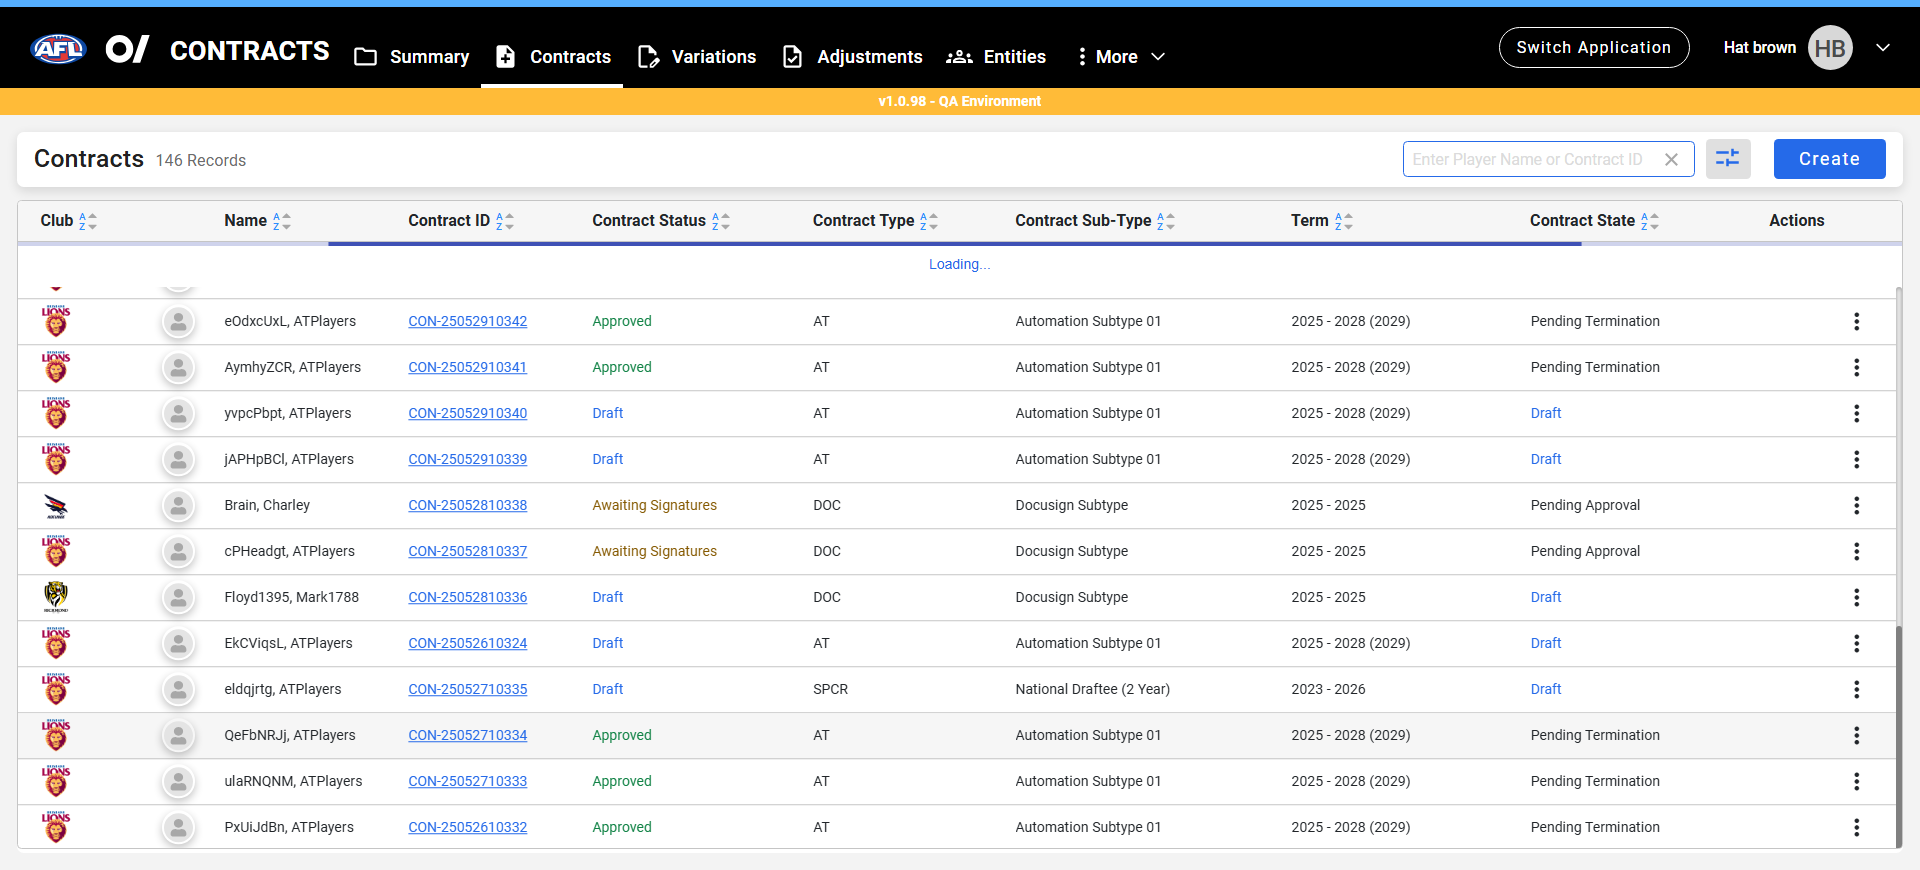 AFL CONTRACTS Summary Contracts Variations Adjustments Entities More Switch Application Hat brown HB
v1.0.98 - QA Environment
Contracts 146 Records Enter Player Name or Contract ID Create
Club Name Contract ID Contract Status Contract Type Contract Sub-Type Term Contract State Actions
Loading...
LIONS eOdxcUxL, ATPlayers CON-25052910342 Approved AT Automation Subtype 01 2025 - 2028 (2029) Pending Termination
LIONS AymhyZCR, ATPlayers CON-25052910341 Approved AT Automation Subtype 01 2025 - 2028 (2029) Pending Termination
LIONS yvpcPbpt, ATPlayers CON-25052910340 Draft AT Automation Subtype 01 2025 - 2028 (2029) Draft
LIONS jAPHpBCl, ATPlayers CON-25052910339 Draft AT Automation Subtype 01 2025 - 2028 (2029) Draft
Brain, Charley CON-25052810338 Awaiting Signatures DOC Docusign Subtype 2025 - 2025 Pending Approval
LIONS cPHeadgt, ATPlayers CON-25052810337 Awaiting Signatures DOC Docusign Subtype 2025 - 2025 Pending Approval
RICHMOND Floyd1395, Mark1788 CON-25052810336 Draft DOC Docusign Subtype 2025 - 2025 Draft
LIONS EkCViqsL, ATPlayers CON-25052610324 Draft AT Automation Subtype 01 2025 - 2028 (2029) Draft
LIONS eldqjrtg, ATPlayers CON-25052710335 Draft SPCR National Draftee (2 Year) 2023 - 2026 Draft
LIONS QeFbNRJj, ATPlayers CON-25052710334 Approved AT Automation Subtype 01 2025 - 2028 (2029) Pending Termination
LIONS ulaRNQNM, ATPlayers CON-25052710333 Approved AT Automation Subtype 01 2025 - 2028 (2029) Pending Termination
LIONS PxUiJdBn, ATPlayers CON-25052610332 Approved AT Automation Subtype 01 2025 - 2028 (2029) Pending Termination